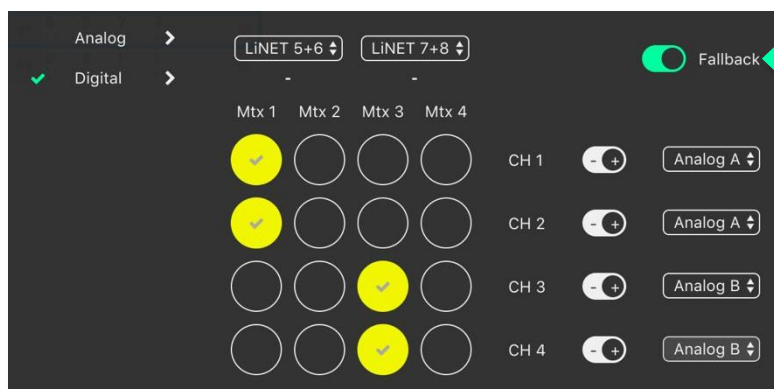 Analog
Digital
LiNET 5+6 LiNET 7+8
- -
Fallback
Mtx 1 Mtx 2 Mtx 3 Mtx 4
CH 1 - + Analog A
CH 2 - + Analog A
CH 3 - + Analog B
CH 4 - + Analog B